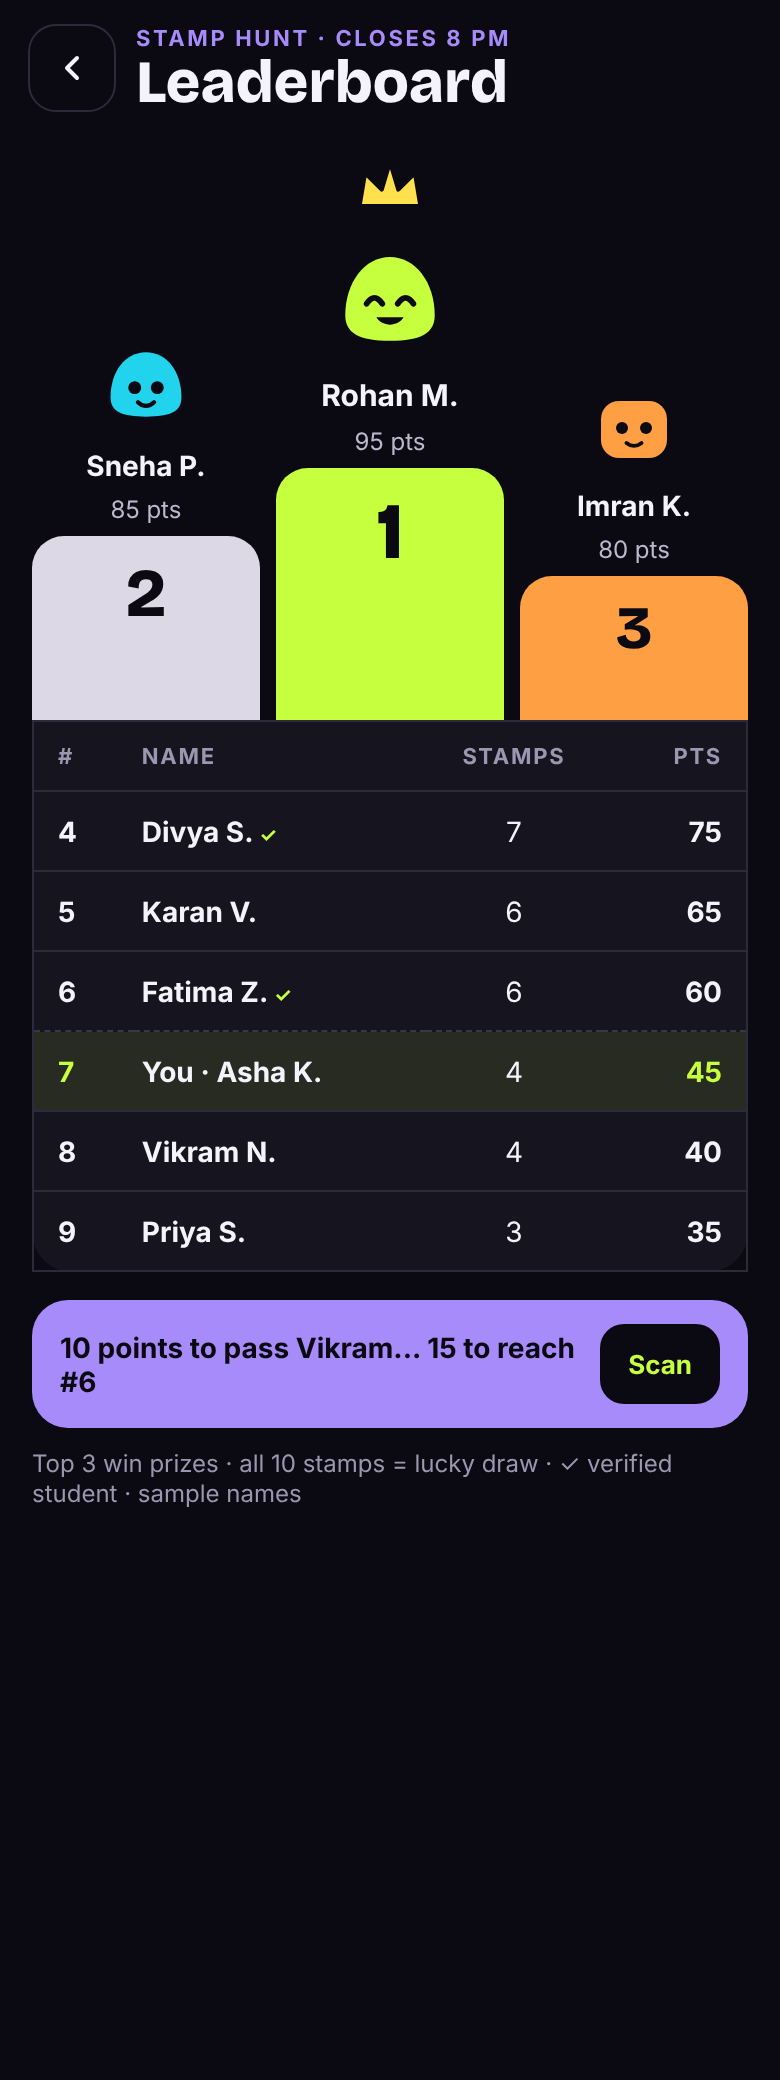 STAMP HUNT · CLOSES 8 PM
Leaderboard
Rohan M.
95 pts
Sneha P.
85 pts
Imran K.
80 pts
1
2
3
# NAME STAMPS PTS
4 Divya S. ✓ 7 75
5 Karan V. 6 65
6 Fatima Z. ✓ 6 60
7 You · Asha K. 4 45
8 Vikram N. 4 40
9 Priya S. 3 35
10 points to pass Vikram… 15 to reach
#6
Scan
Top 3 win prizes · all 10 stamps = lucky draw · ✓ verified
student · sample names